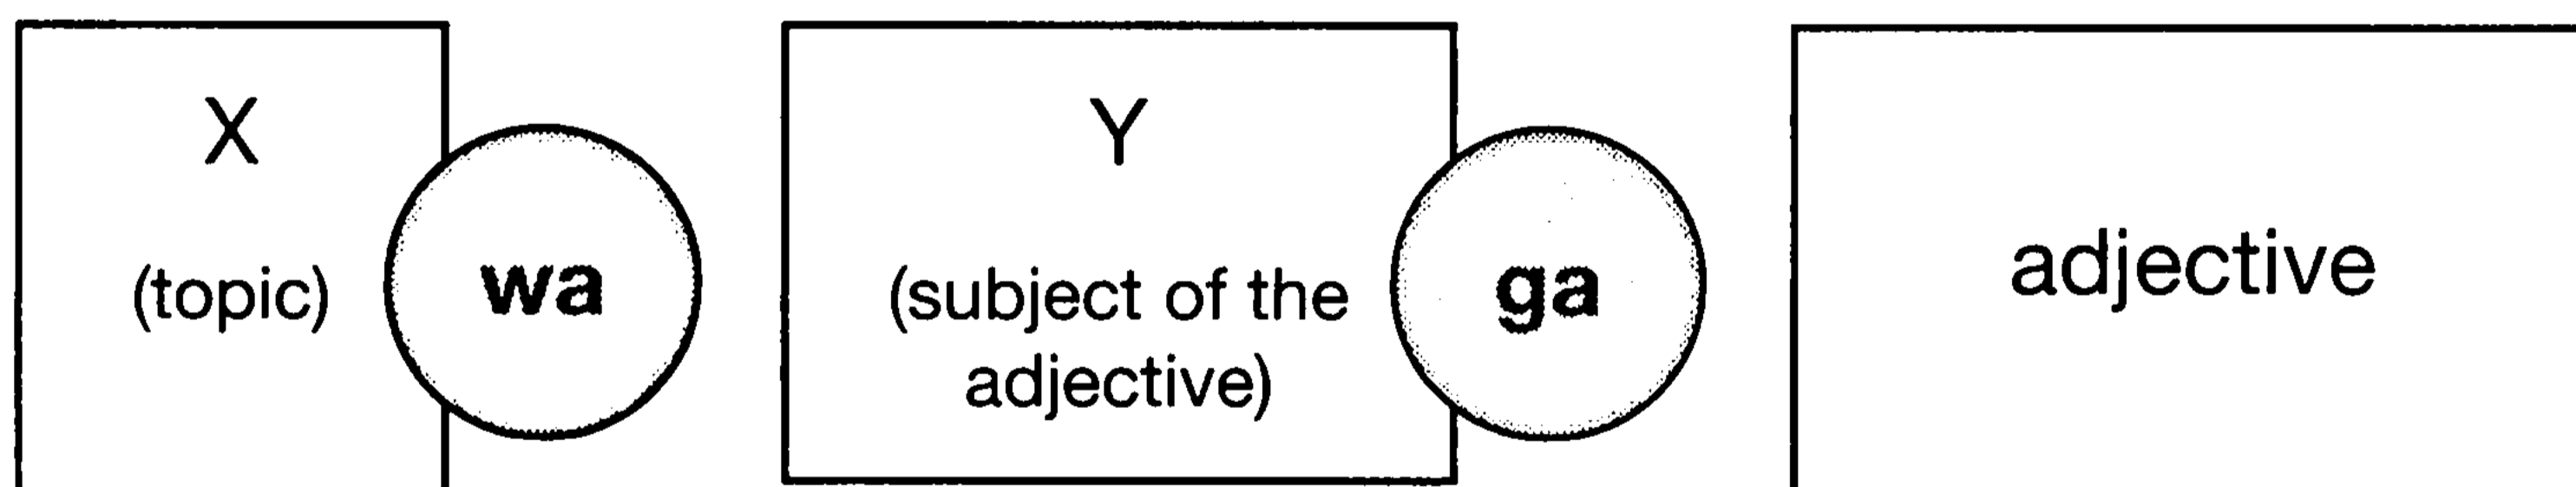 X
(topic)
wa
Y
(subject of the
adjective)
ga
adjective